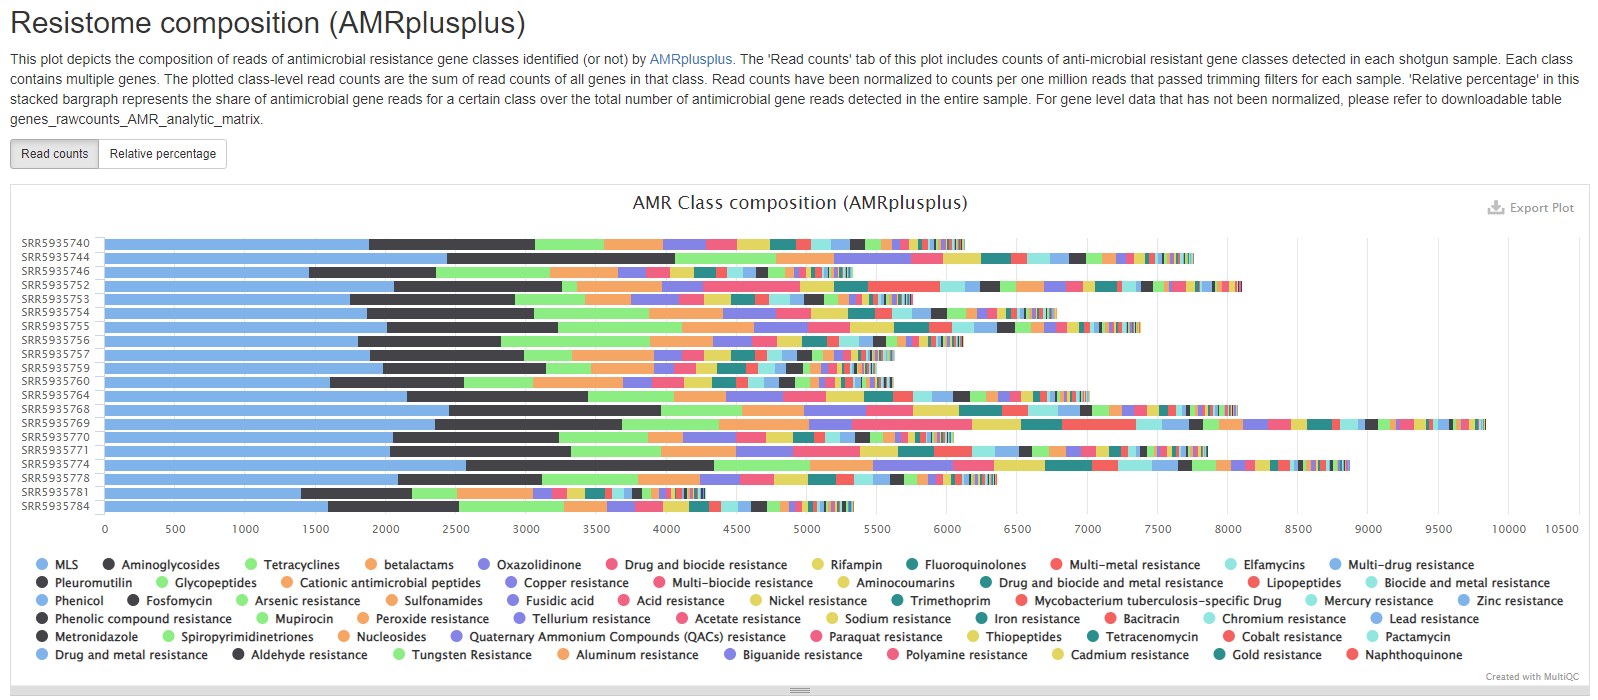 Resistome composition (AMRplusplus)
This plot depicts the composition of reads of antimicrobial resistance gene classes identified (or not) by AMRplusplus. The 'Read counts' tab of this plot includes counts of anti-microbial resistant gene classes detected in each shotgun sample. Each class
contains multiple genes. The plotted class-level read counts are the sum of read counts of all genes in that class. Read counts have been normalized to counts per one million reads that passed trimming filters for each sample. 'Relative percentage' in this
stacked bargraph represents the share of antimicrobial gene reads for a certain class over the total number of antimicrobial gene reads detected in the entire sample. For gene level data that has not been normalized, please refer to downloadable table
genes_rawcounts_AMR_analytic_matrix.
Read counts Relative percentage
AMR Class composition (AMRplusplus)
Export Plot
SRR5935740
SRR5935744
SRR5935746
SRR5935752
SRR5935753
SRR5935754
SRR5935755
SRR5935756
SRR5935757
SRR5935759
SRR5935760
SRR5935764
SRR5935768
SRR5935769
SRR5935770
SRR5935771
SRR5935774
SRR5935778
SRR5935781
SRR5935784
0 500 1000 1500 2000 2500 3000 3500 4000 4500 5000 5500 6000 6500 7000 7500 8000 8500 9000 9500 10000 10500
MLS Aminoglycosides Tetracyclines betalactams Oxazolidinone Drug and biocide resistance Rifampin Fluoroquinolones Multi-metal resistance Elfamycins Multi-drug resistance
Pleuromutilin Glycopeptides Cationic antimicrobial peptides Copper resistance Multi-biocide resistance Aminocoumarins Drug and biocide and metal resistance Lipopeptides Biocide and metal resistance
Phenicol Fosfomycin Arsenic resistance Sulfonamides Fusidic acid Acid resistance Nickel resistance Trimethoprim Mycobacterium tuberculosis-specific Drug Mercury resistance Zinc resistance
Phenolic compound resistance Mupirocin Peroxide resistance Tellurium resistance Acetate resistance Sodium resistance Iron resistance Bacitracin Chromium resistance Lead resistance
Metronidazole Spiropyrimidinetriones Nucleosides Quaternary Ammonium Compounds (QACs) resistance Paraquat resistance Thiopeptides Tetracenomycin Cobalt resistance Pactamycin
Drug and metal resistance Aldehyde resistance Tungsten Resistance Aluminum resistance Biguanide resistance Polyamine resistance Cadmium resistance Gold resistance Naphthoquinone
Created with MultiQC